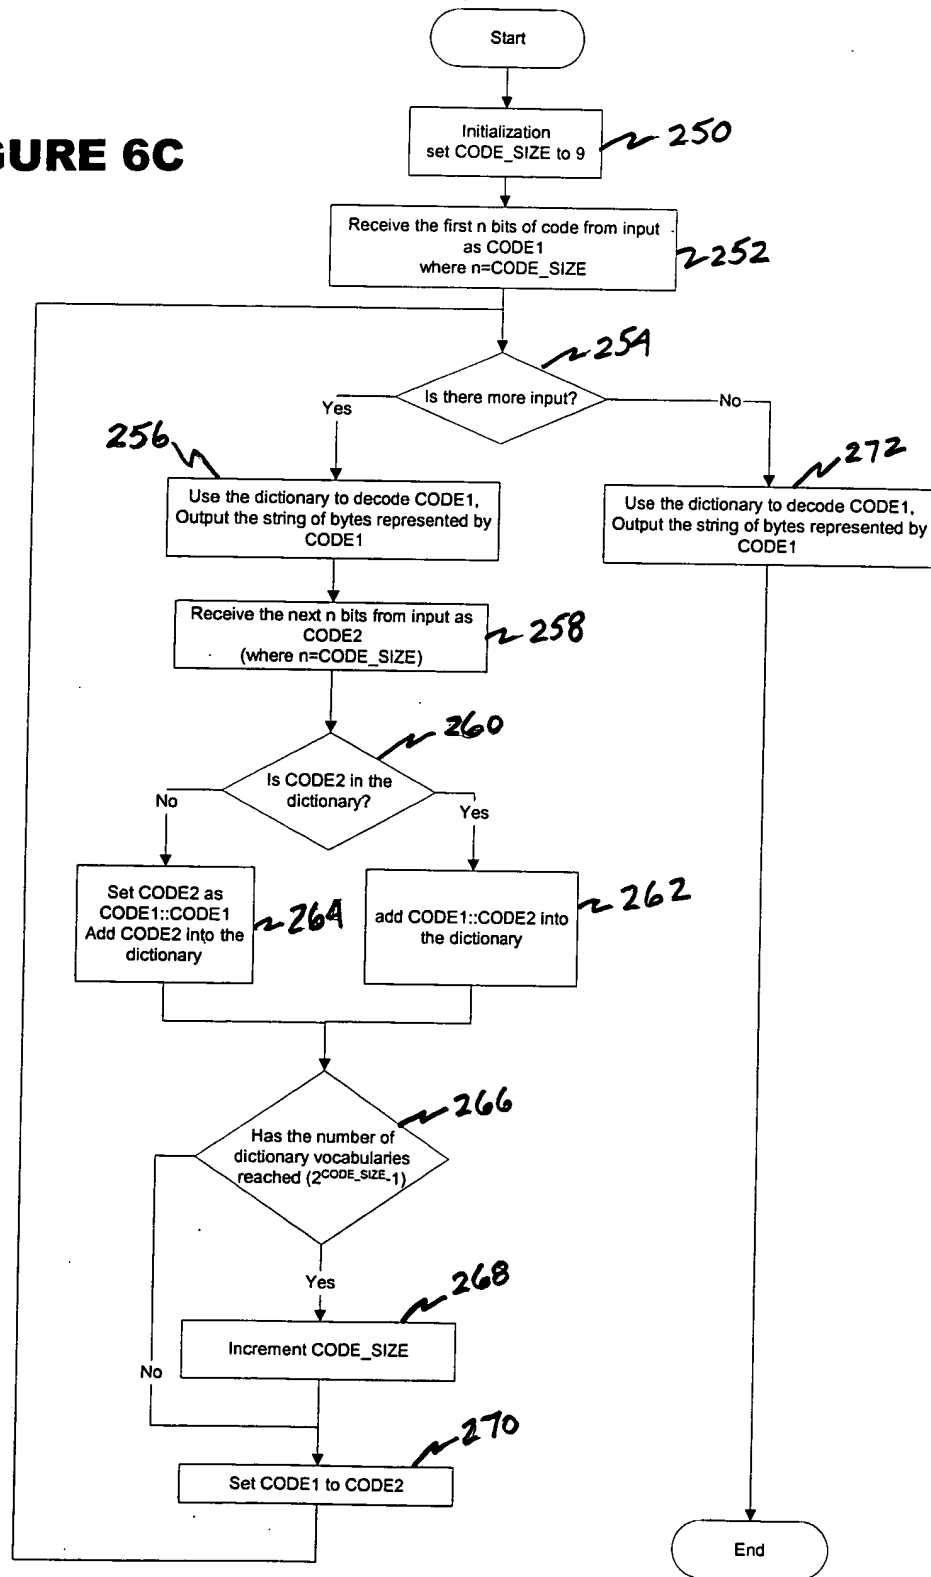 Start
GURE 6C
Initialization
set CODE_SIZE to 9
250
Receive the first n bits of code from input
as CODE1
where n=CODE_SIZE
252
254
Is there more input?
Yes
No
256
272
Use the dictionary to decode CODE1,
Output the string of bytes represented by
CODE1
Use the dictionary to decode CODE1,
Output the string of bytes represented by
CODE1
Receive the next n bits from input as
CODE2
(where n=CODE_SIZE)
258
260
Is CODE2 in the
dictionary?
No
Yes
Set CODE2 as
CODE1::CODE1
Add CODE2 into the
dictionary
264
add CODE1::CODE2 into
the dictionary
262
266
Has the number of
dictionary vocabularies
reached (2^CODE_SIZE-1)
Yes
268
Increment CODE_SIZE
No
270
Set CODE1 to CODE2
End